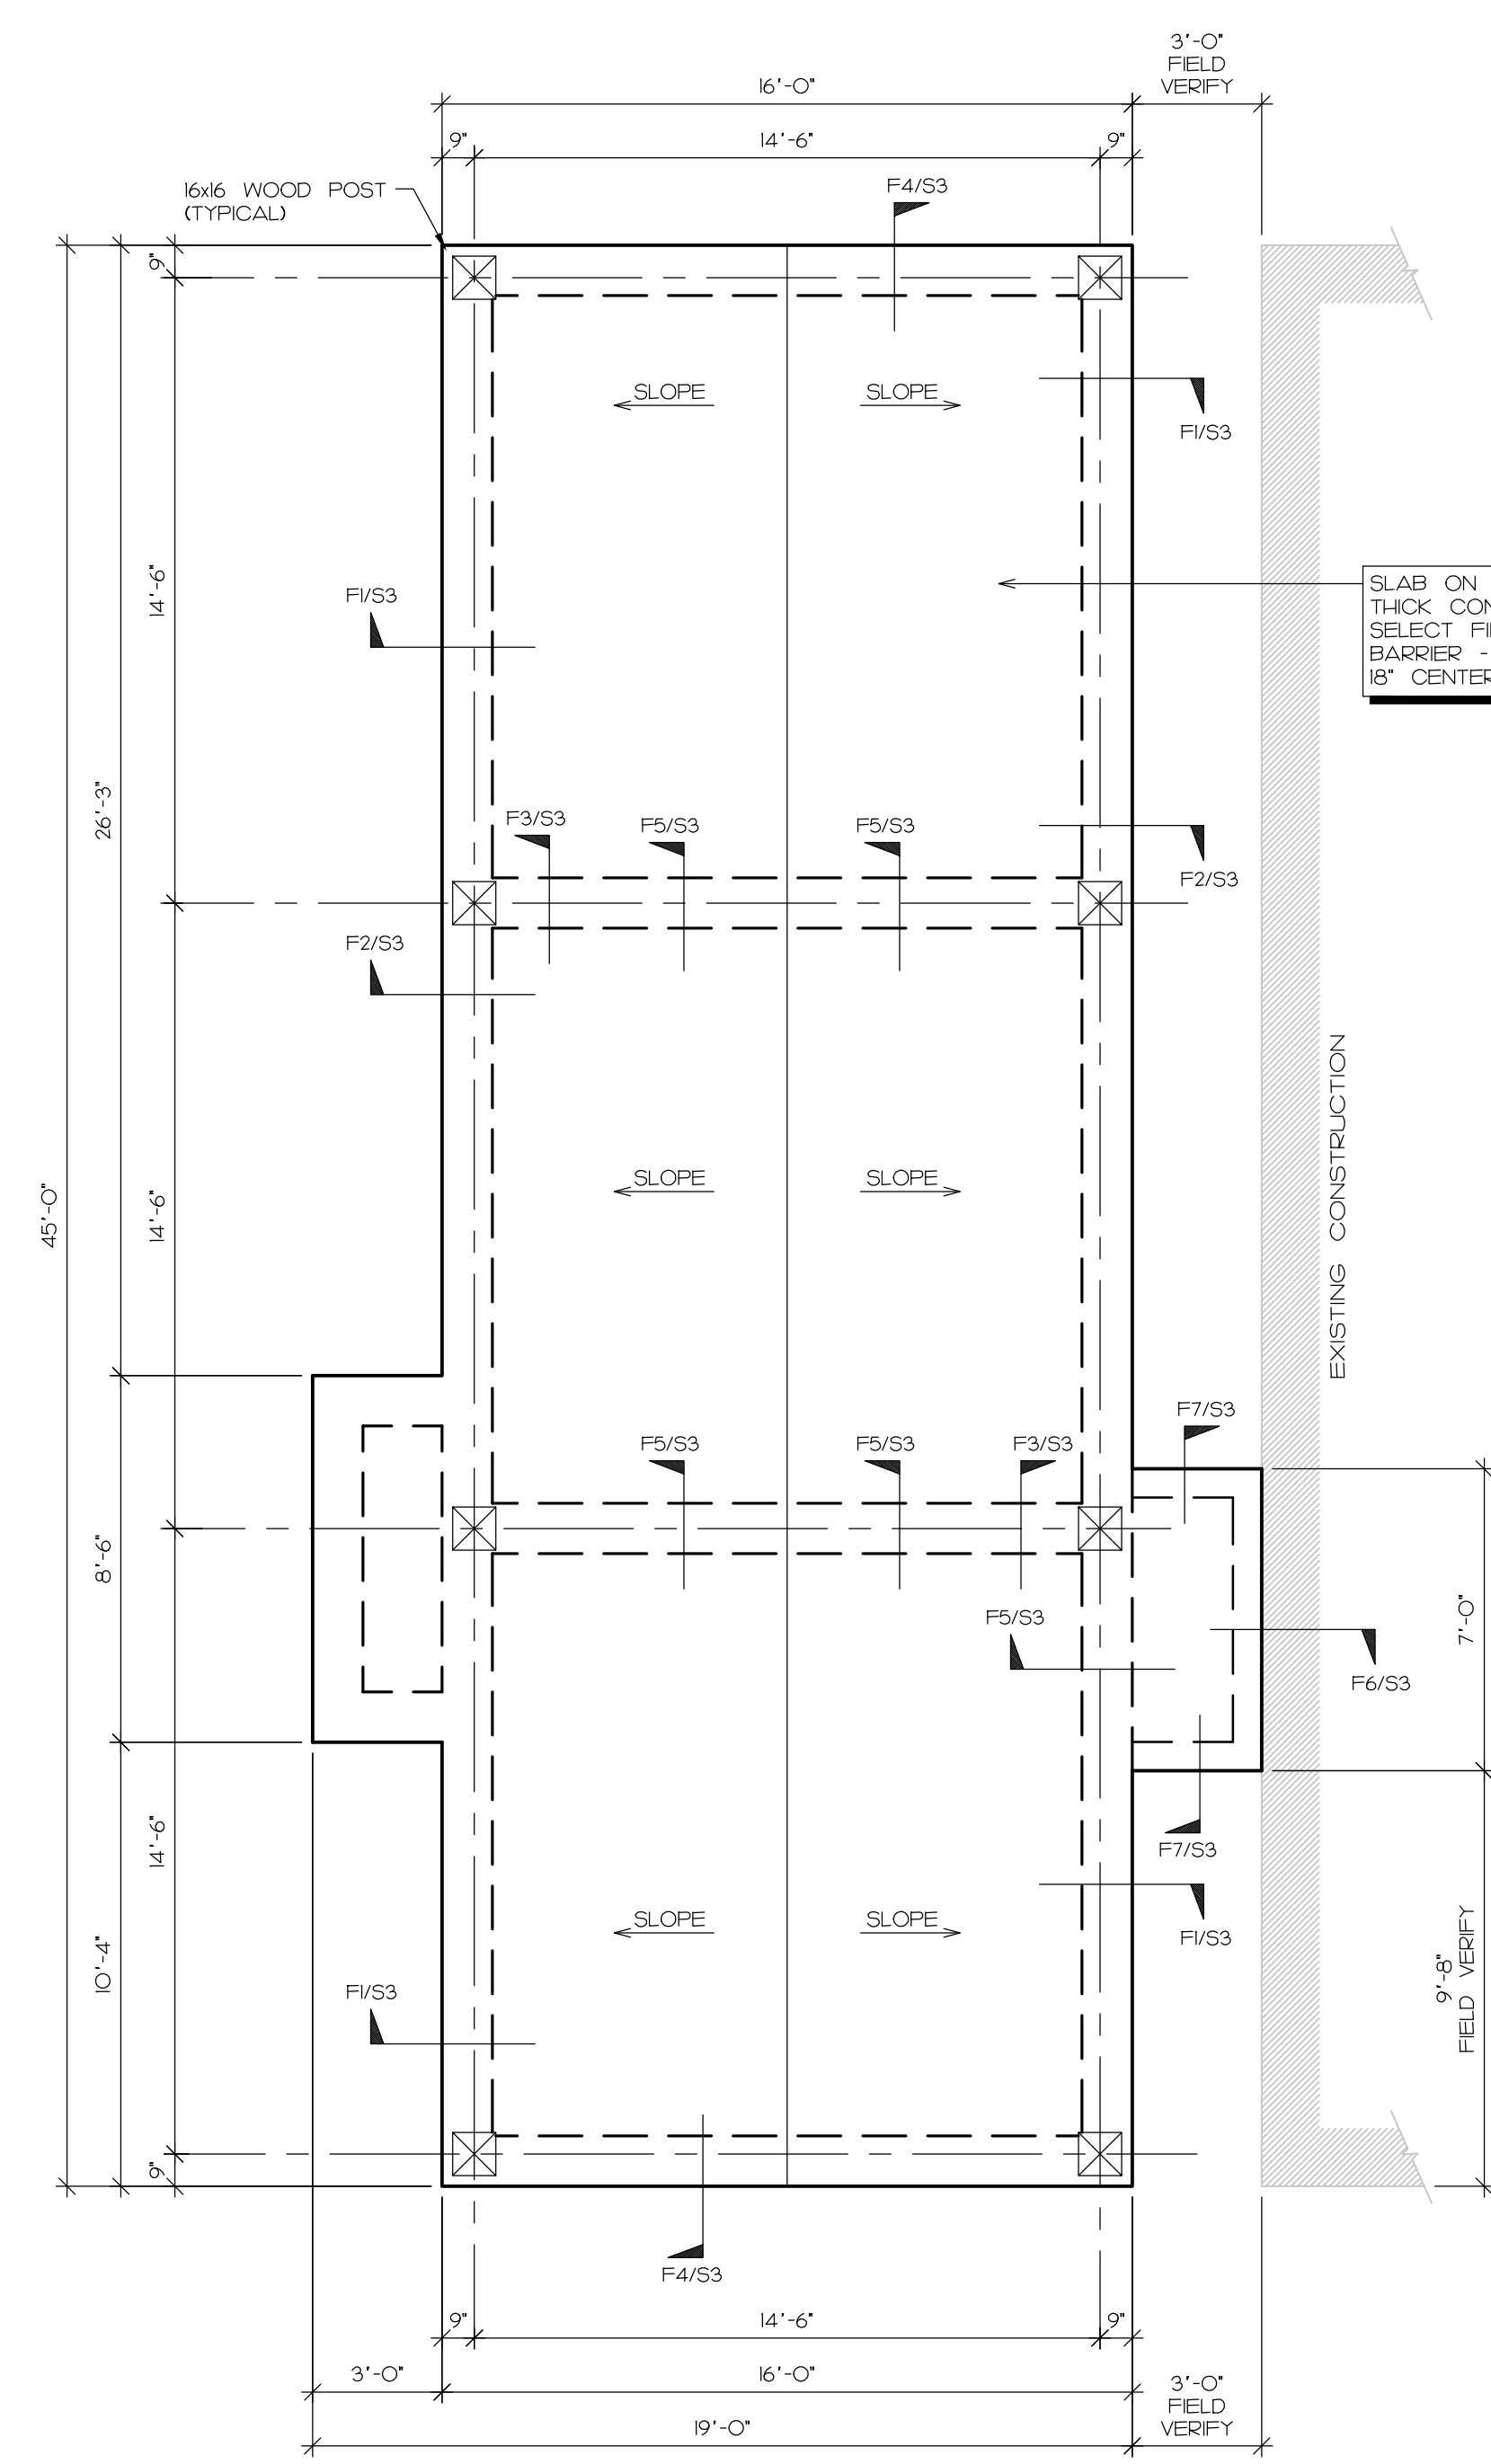 3'-0"
FIELD
VERIFY
16'-0"
9"
14'-6"
9"
16x16 WOOD POST
(TYPICAL)
F4/S3
9"
SLOPE
SLOPE
F1/S3
14'-6"
F1/S3
SLAB ON
THICK
SELECT
BARRIER -
18"
26'-3"
F3/S3
F5/S3
F5/S3
F2/S3
F2/S3
EXISTING CONSTRUCTION
45'-0"
14'-6"
SLOPE
SLOPE
F5/S3
F5/S3
F3/S3
F7/S3
8'-6"
F5/S3
7'-0"
F6/S3
14'-6"
F7/S3
SLOPE
SLOPE
F1/S3
10'-4"
9'-8"
FIELD VERIFY
F1/S3
9"
F4/S3
9"
14'-6"
9"
3'-0"
16'-0"
3'-0"
FIELD
VERIFY
19'-0"